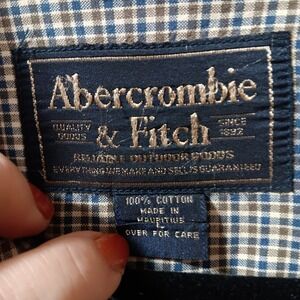 Abercrombie
& Fitch
QUALITY GOODS
SINCE 1892
RELIABLE OUTDOOR GOODS
EVERYTHING WE MAKE AND SELL IS GUARANTEED
100% COTTON
MADE IN
MAURITIUS
L
OVER FOR CARE